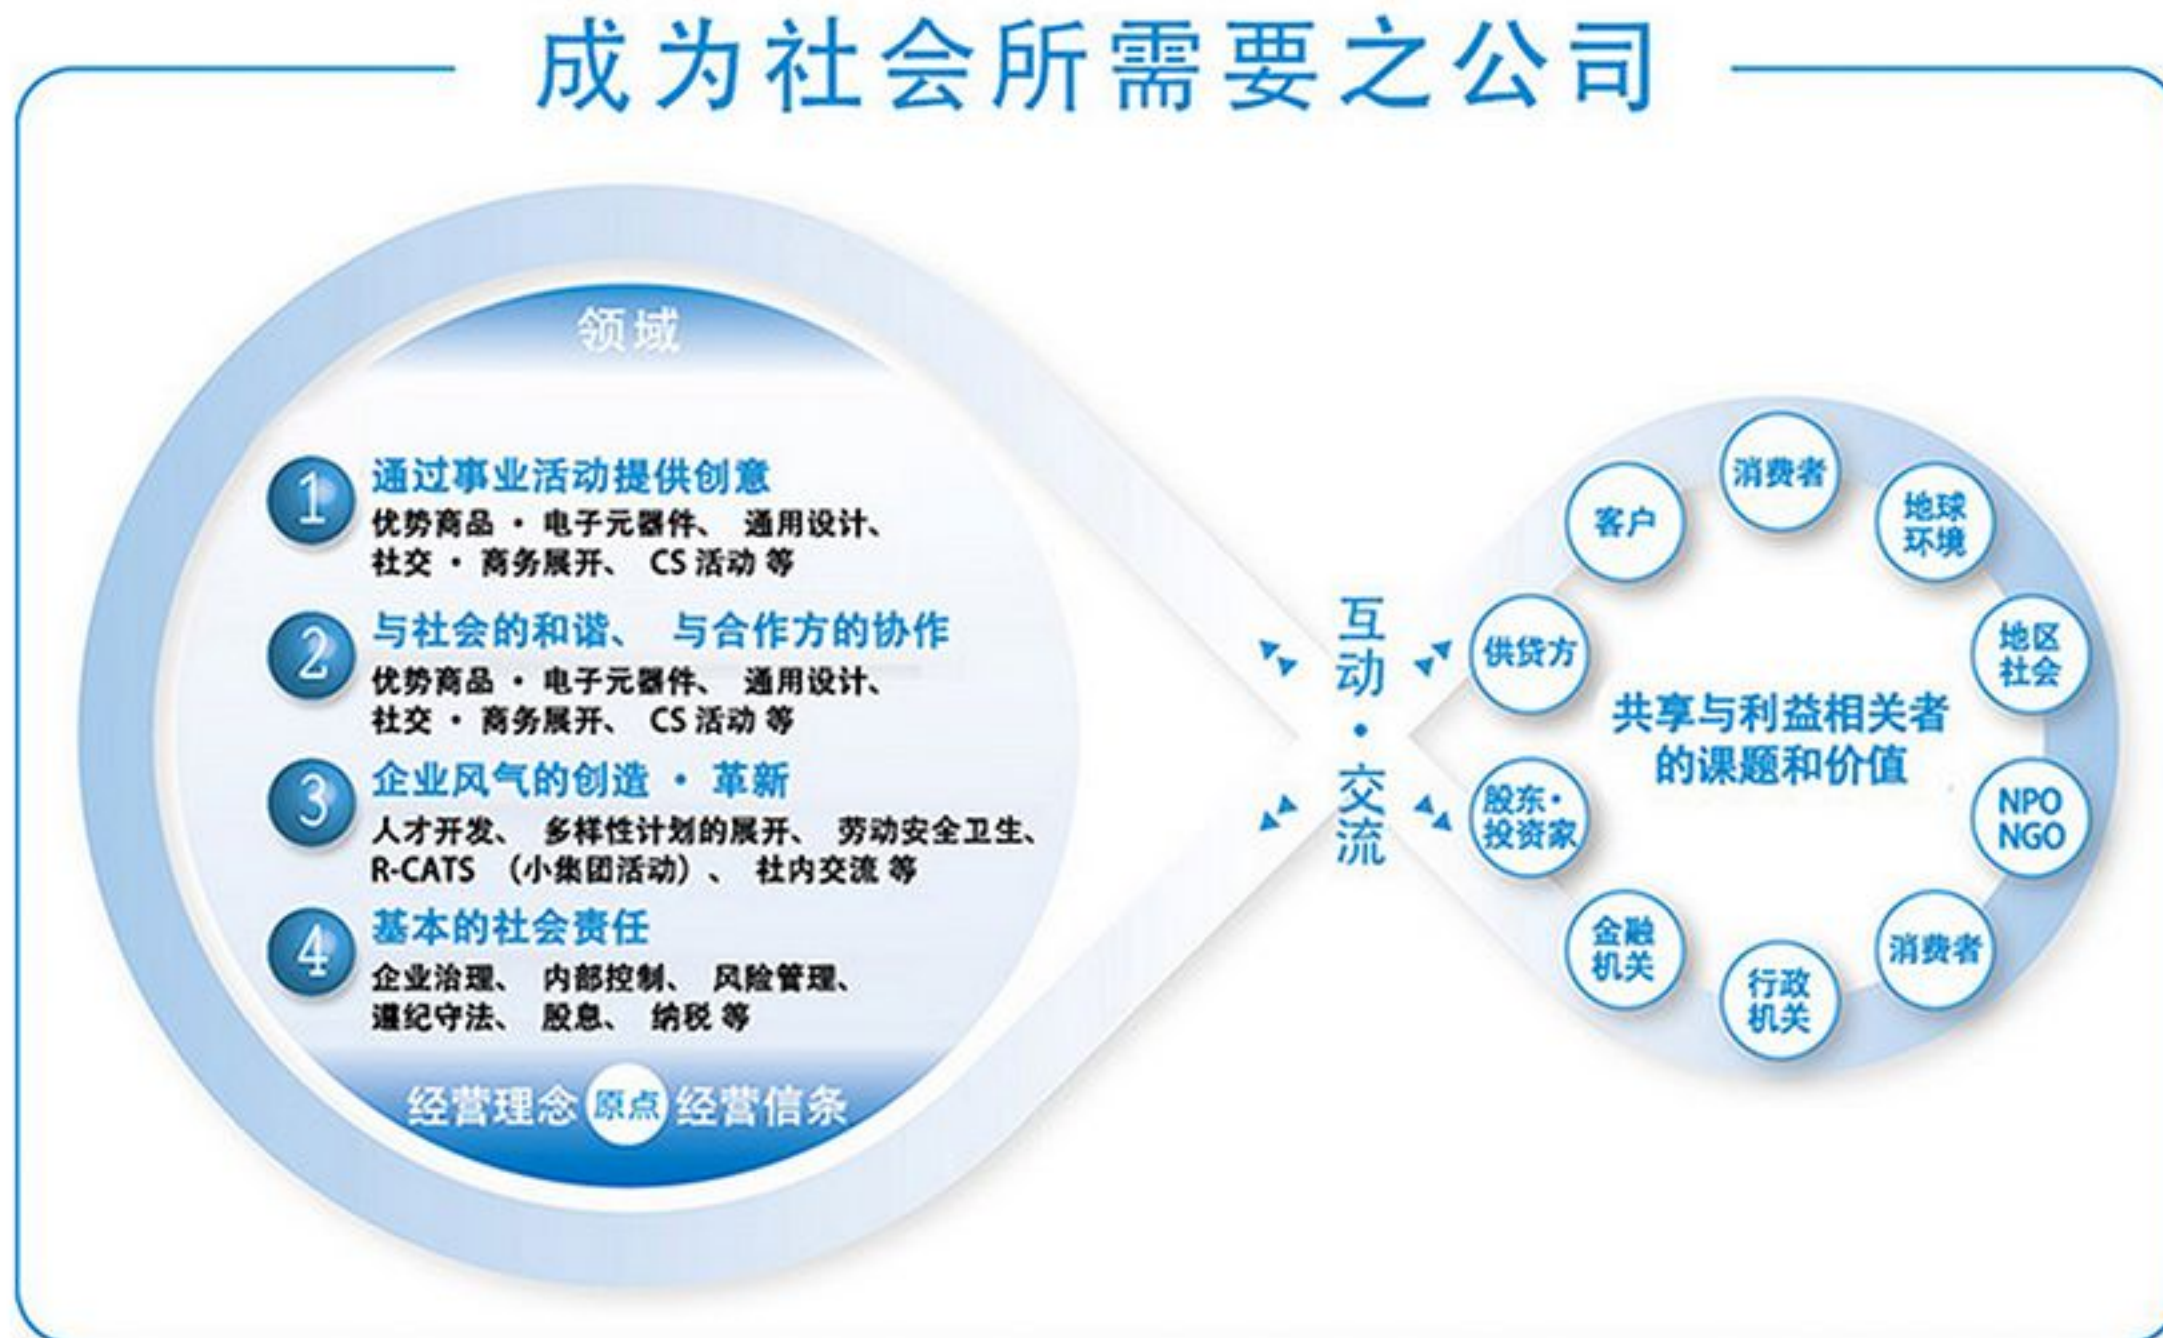 成为社会所需要之公司
领域
1 通过事业活动提供创意
优势商品・电子元器件、 通用设计、
社交・商务展开、 CS 活动 等
2 与社会的和谐、 与合作方的协作
优势商品・电子元器件、 通用设计、
社交・商务展开、 CS 活动 等
3 企业风气的创造・革新
人才开发、 多样性计划的展开、 劳动安全卫生、
R-CATS （小集团活动）、 社内交流 等
4 基本的社会责任
企业治理、 内部控制、 风险管理、
遵纪守法、 股息、 纳税 等
经营理念 原点 经营信条
互动・交流
消费者
地球
环境
地区
社会
NPO
NGO
消费者
行政
机关
金融
机关
股东・
投资家
供贷方
客户
共享与利益相关者
的课题和价值